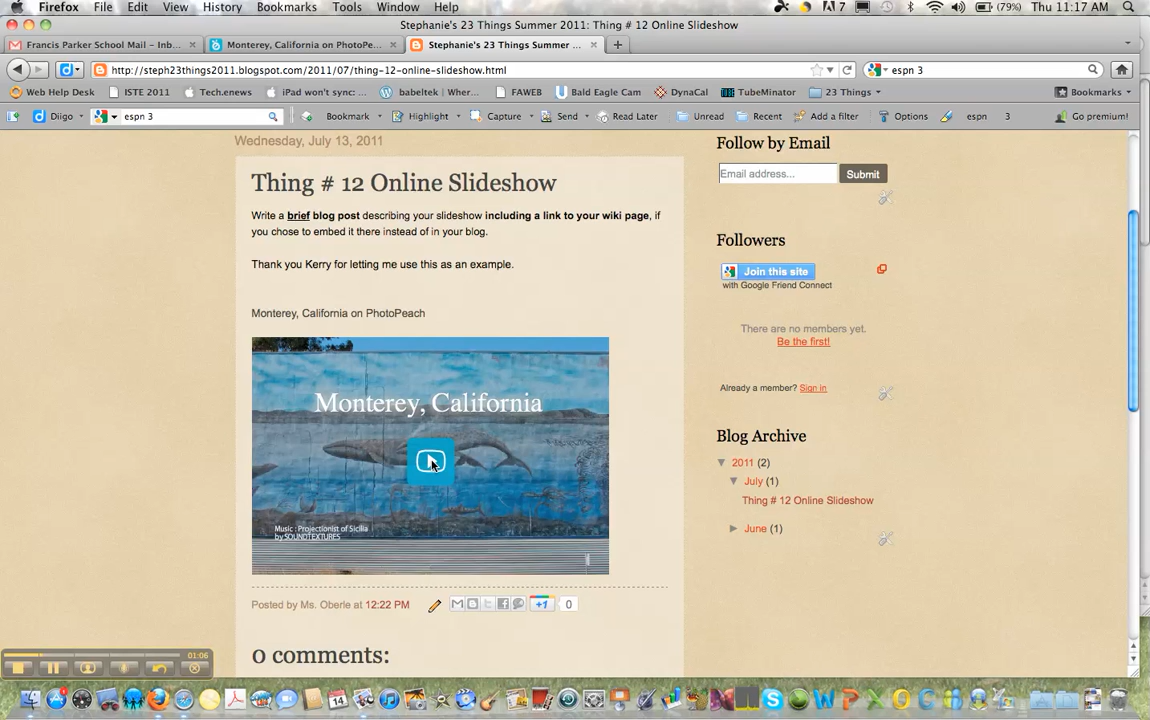 Firefox File Edit View History Bookmarks Tools Window Help 7 (79%) Thu 11:17 AM
Stephanie's 23 Things Summer 2011: Thing # 12 Online Slideshow
Francis Parker School Mail – Inb... Monterey, California on PhotoPe... Stephanie's 23 Things Summer ...
http://steph23things2011.blogspot.com/2011/07/thing-12-online-slideshow.html espn 3
Web Help Desk ISTE 2011 Tech.enews iPad won't sync: ... babeltek | Wher... FAWEB Bald Eagle Cam DynaCal TubeMinator 23 Things Bookmarks
Diigo espn 3 Bookmark Highlight Capture Send Read Later Unread Recent Add a filter Options espn 3 Go premium!
Wednesday, July 13, 2011
Thing # 12 Online Slideshow
Write a brief blog post describing your slideshow including a link to your wiki page, if
you chose to embed it there instead of in your blog.
Thank you Kerry for letting me use this as an example.
Monterey, California on PhotoPeach
Monterey, California
Music : Projectionist of Sicilia
by SOUNDTEXTURES
Posted by Ms. Oberle at 12:22 PM +1 0
0 comments:
Follow by Email
Email address... Submit
Followers
Join this site
with Google Friend Connect
There are no members yet.
Be the first!
Already a member? Sign in
Blog Archive
▼ 2011 (2)
▼ July (1)
Thing # 12 Online Slideshow
► June (1)
01:06